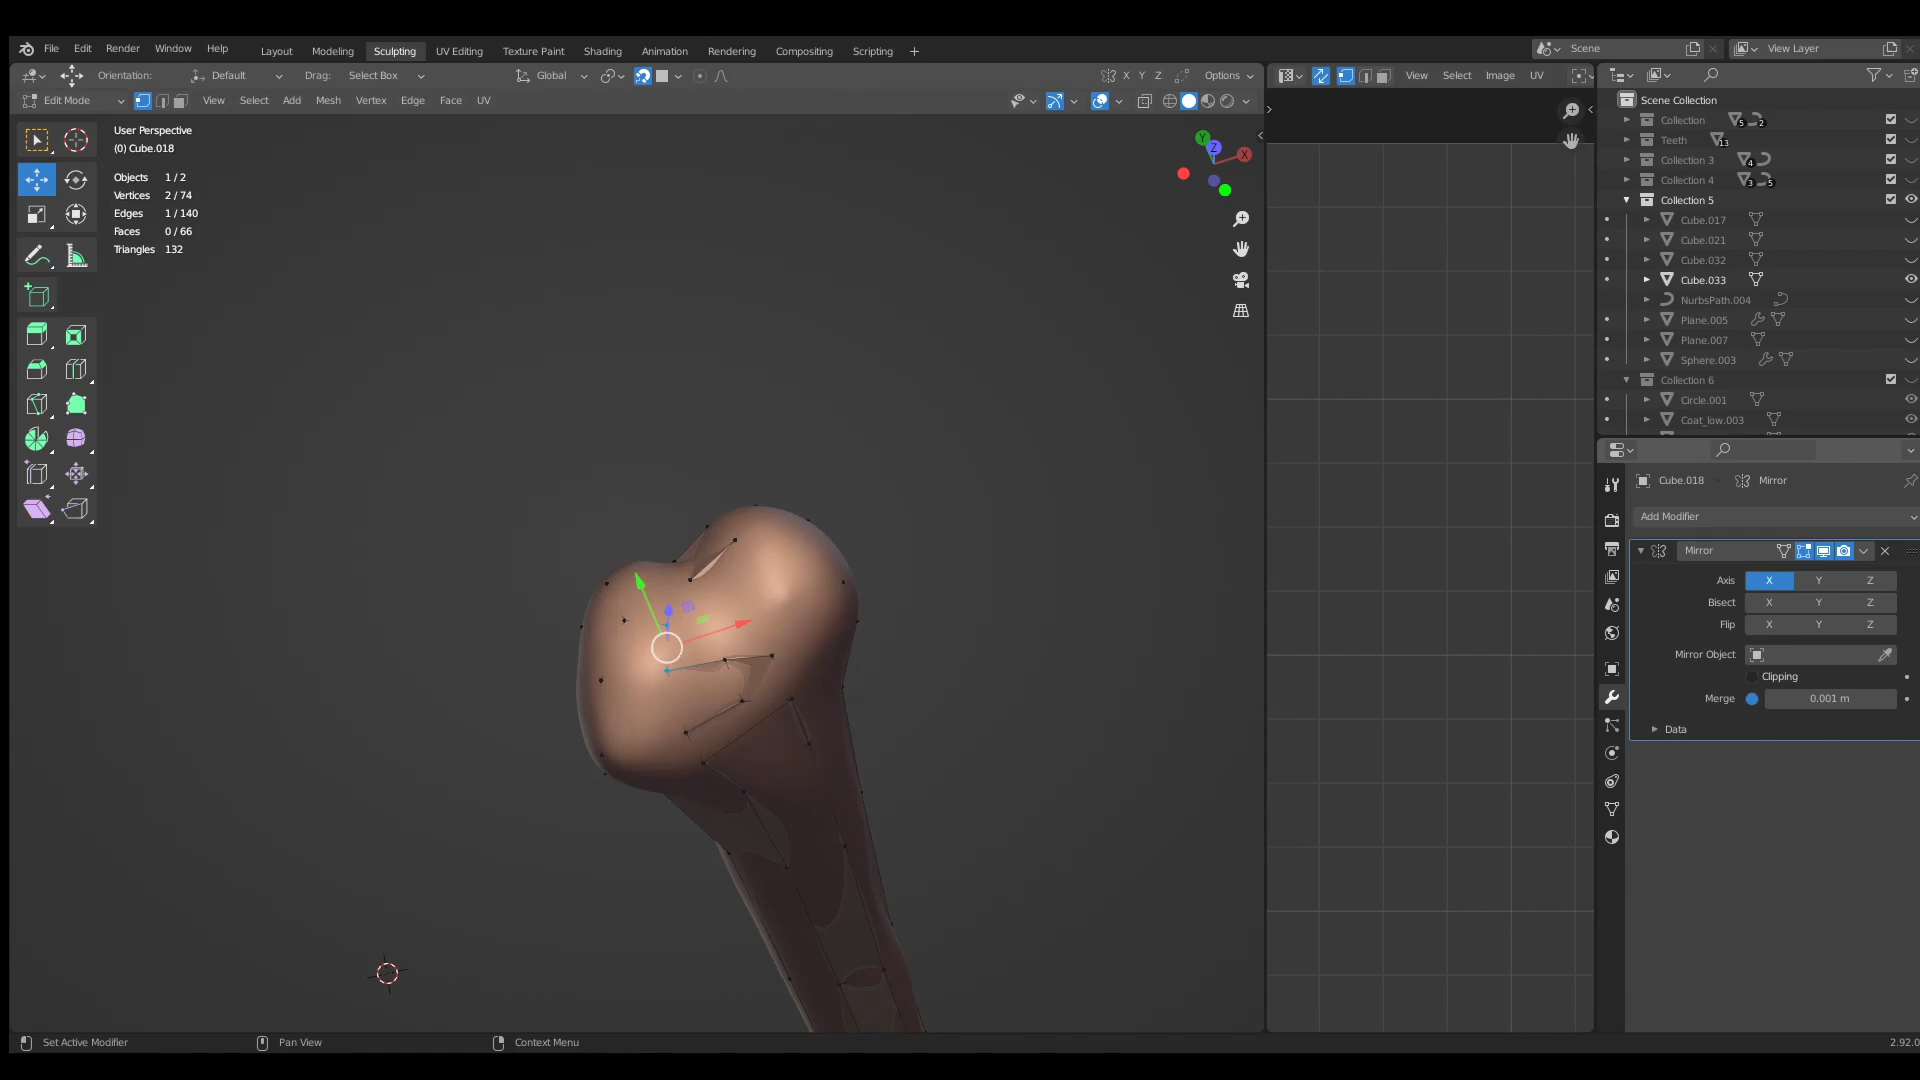 File Edit Render Window Help Layout Modeling Sculpting UV Editing Texture Paint Shading Animation Rendering Compositing Scripting + Scene View Layer
Orientation: Default Drag: Select Box Global X Y Z Options View Select Image UV
Edit Mode View Select Add Mesh Vertex Edge Face UV
User Perspective
(0) Cube.018
Objects 1 / 2
Vertices 2 / 74
Edges 1 / 140
Faces 0 / 66
Triangles 132
Y
Z
X
Scene Collection
Collection 5 2
Teeth 13
Collection 3 4
Collection 4 3 5
Collection 5
Cube.017
Cube.021
Cube.032
Cube.033
NurbsPath.004
Plane.005
Plane.007
Sphere.003
Collection 6
Circle.001
Coat_low.003
Cube.018 Mirror
Add Modifier
Mirror
Axis X Y Z
Bisect X Y Z
Flip X Y Z
Mirror Object
Clipping
Merge 0.001 m
Data
Set Active Modifier Pan View Context Menu 2.92.0